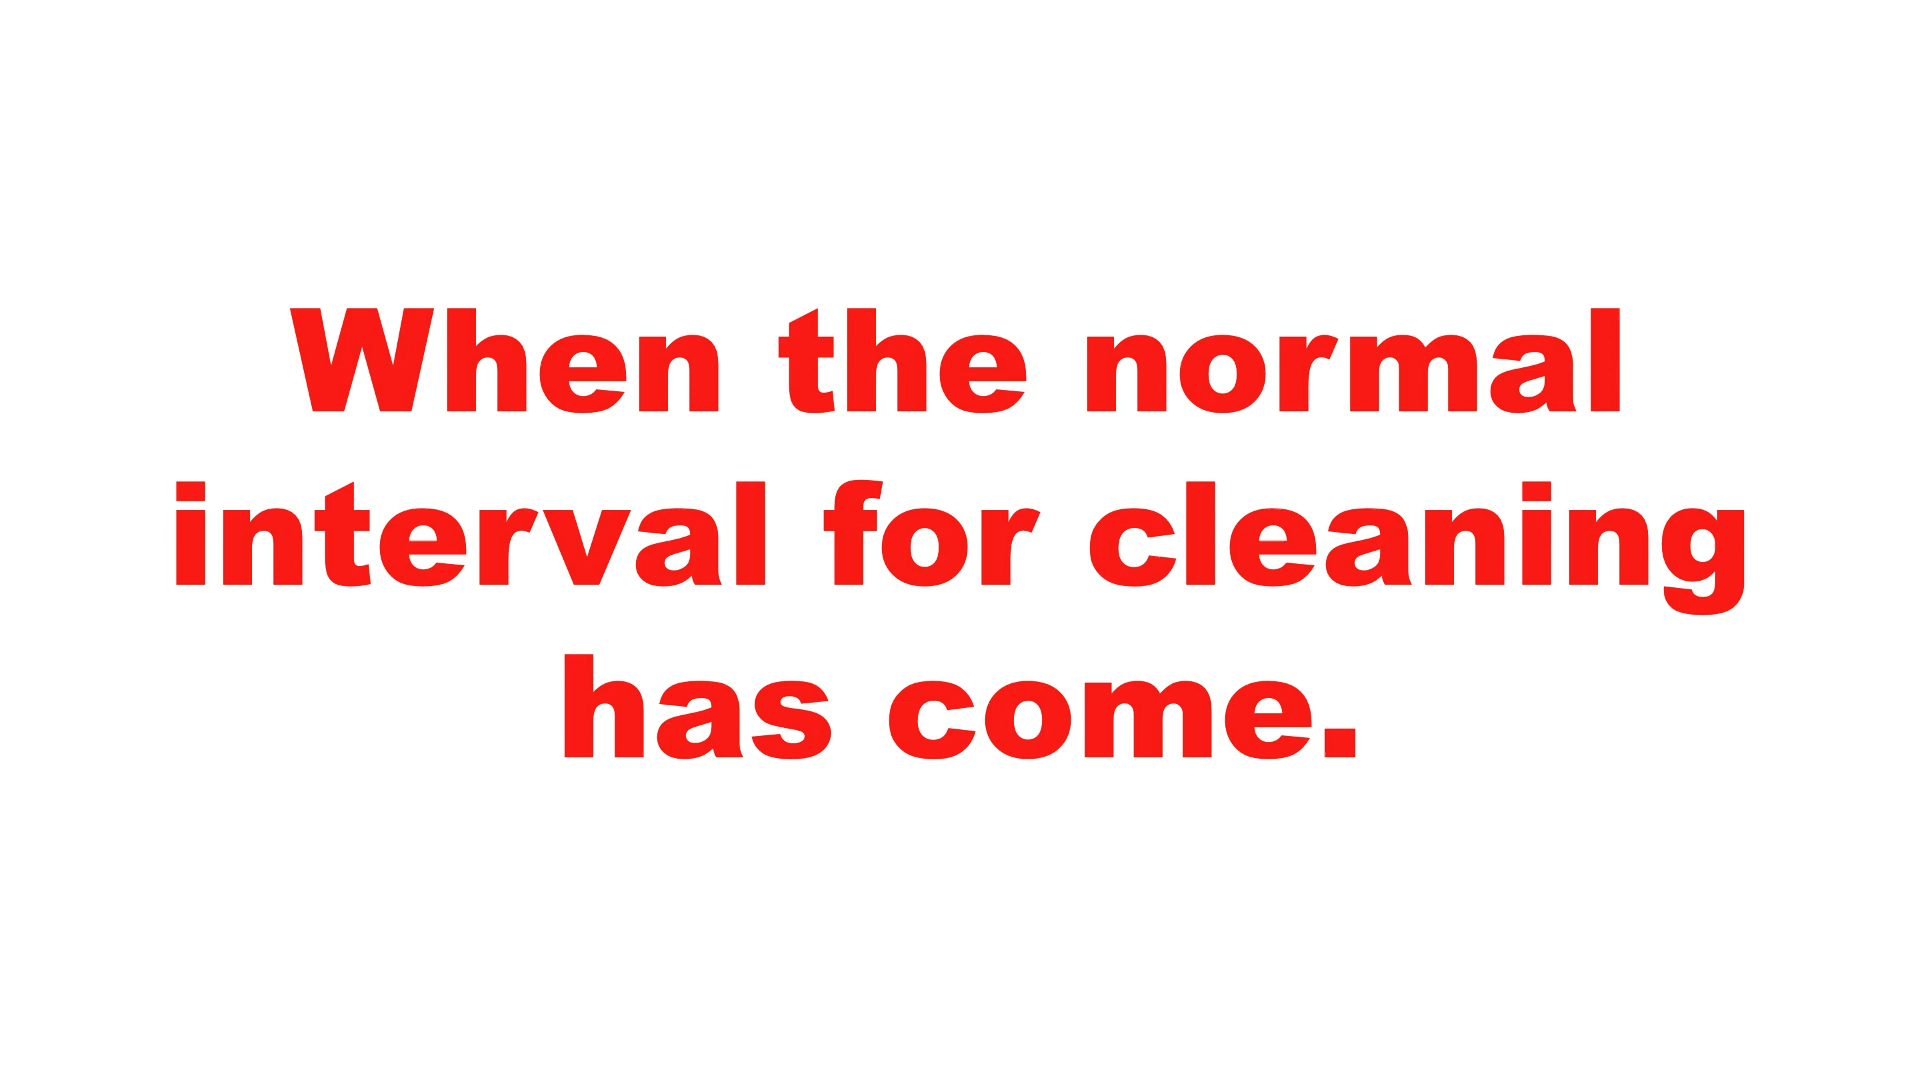 When the normal
interval for cleaning
has come.